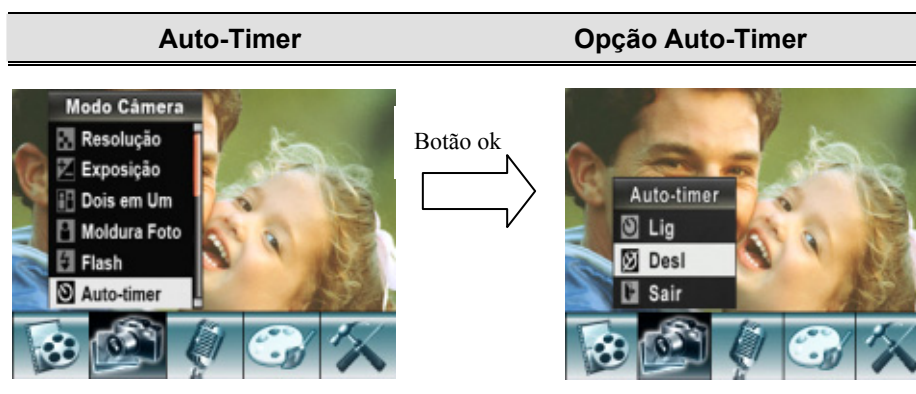 Auto-Timer
Opção Auto-Timer
Modo Câmera
Resolução
Exposição
Dois em Um
Moldura Foto
Flash
Auto-timer
Botão ok
Auto-timer
Lig
Desl
Sair